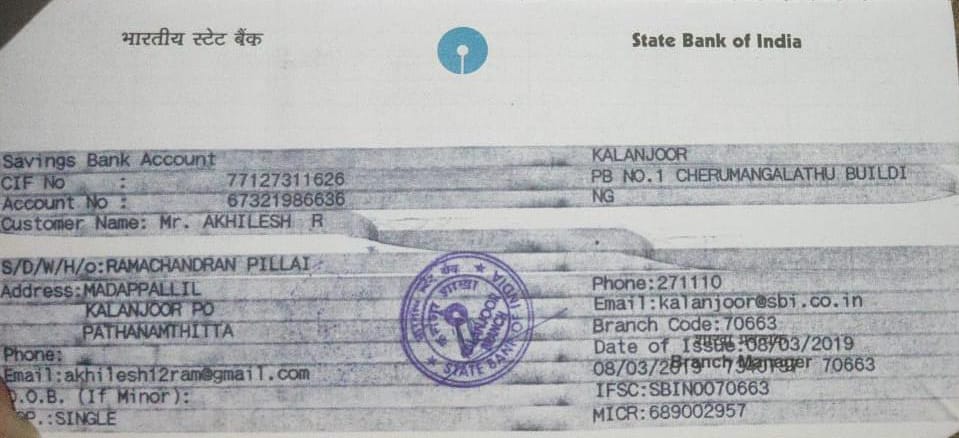 भारतीय स्टेट बैंक
State Bank of India
Savings Bank Account
CIF No : 77127311626
Account No : 67321986636
Customer Name: Mr. AKHILESH R
KALANJOOR
PB NO.1 CHERUMANGALATHU BUILDI
NG
S/D/W/H/o:RAMACHANDRAN PILLAI
Address:MADAPPALLIL
KALANJOOR PO
PATHANAMTHITTA
Phone:
Email:akhilesh12ram@gmail.com
D.O.B. (If Minor):
OP.:SINGLE
KALANJOOR
BRANCH
STATE BANK OF INDIA
Phone:271110
Email:kalanjoor@sbi.co.in
Branch Code:70663
Date of Issue:08/03/2019
08/03/2019 70663
Branch Manager
IFSC:SBIN0070663
MICR:689002957